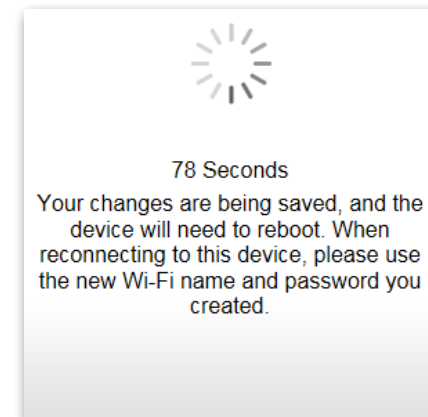 78 Seconds
Your changes are being saved, and the
device will need to reboot. When
reconnecting to this device, please use
the new Wi-Fi name and password you
created.